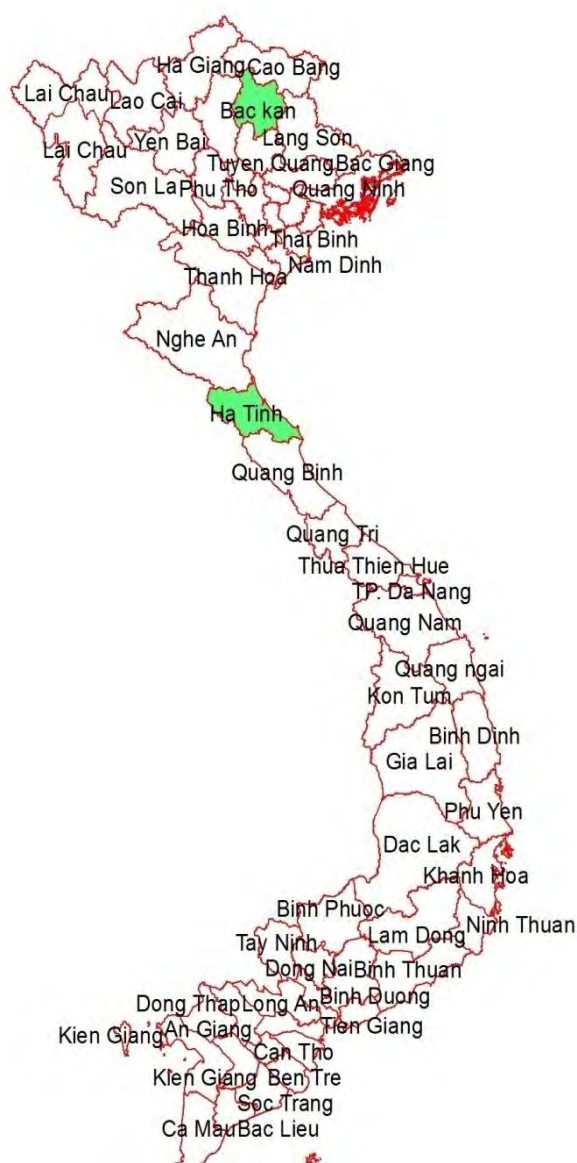 Ha Giang
Cao Bang
Lai Chau
Lao Cai
Bac kan
Lang Son
Yen Bai
Lai Chau
Tuyen Quang
Bac Giang
Son La
Phu Tho
Quang Ninh
Hoa Binh
Thai Binh
Nam Dinh
Thanh Hoa
Nghe An
Ha Tinh
Quang Binh
Quang Tri
Thua Thien Hue
TP. Da Nang
Quang Nam
Quang ngai
Kon Tum
Binh Dinh
Gia Lai
Phu Yen
Dac Lak
Khanh Hoa
Binh Phuoc
Ninh Thuan
Lam Dong
Tay Ninh
Dong Nai
Binh Thuan
Binh Duong
Dong Thap
Long An
Tien Giang
An Giang
Kien Giang
Can Tho
Kien Giang
Ben Tre
Soc Trang
Ca Mau
Bac Lieu